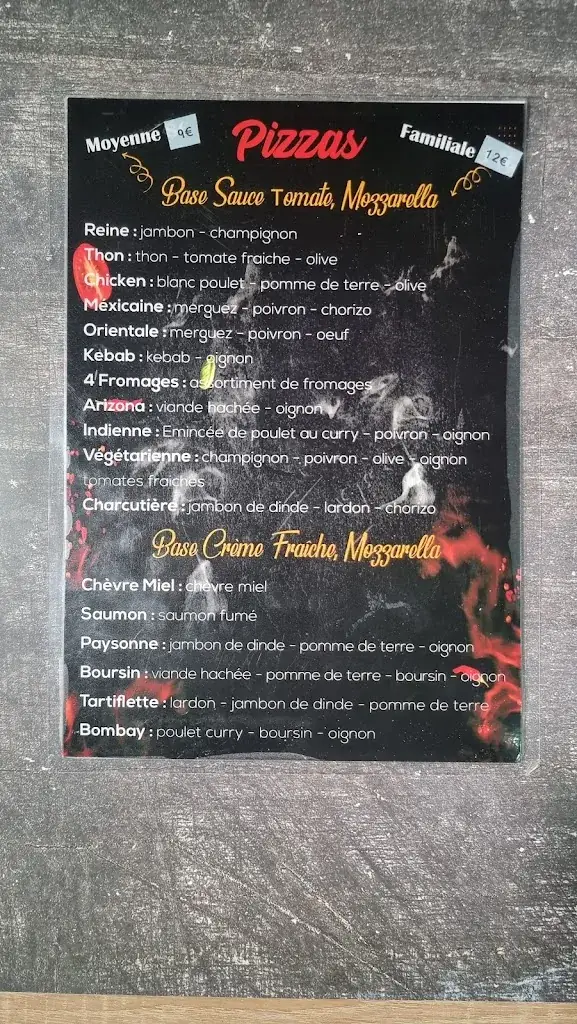 Moyenne 9€ Pizzas Familiale 12€
Base Sauce Tomate, Mozzarella
Reine : jambon - champignon
Thon : thon - tomate fraiche - olive
Chicken : blanc poulet - pomme de terre - olive
Mexicaine : merguez - poivron - chorizo
Orientale : merguez - poivron - oeuf
Kebab : kebab - oignon
4 Fromages : assortiment de fromages
Arizona : viande hachée - oignon
Indienne : Emincée de poulet au curry - poivron - oignon
Végétarienne : champignon - poivron - olive - oignon
tomates fraiches
Charcutière : jambon de dinde - lardon - chorizo
Base Crème Fraiche, Mozzarella
Chèvre Miel : chèvre miel
Saumon : saumon fumé
Paysonne : jambon de dinde - pomme de terre - oignon
Boursin : viande hachée - pomme de terre - boursin - oignon
Tartiflette : lardon - jambon de dinde - pomme de terre
Bombay : poulet curry - boursin - oignon